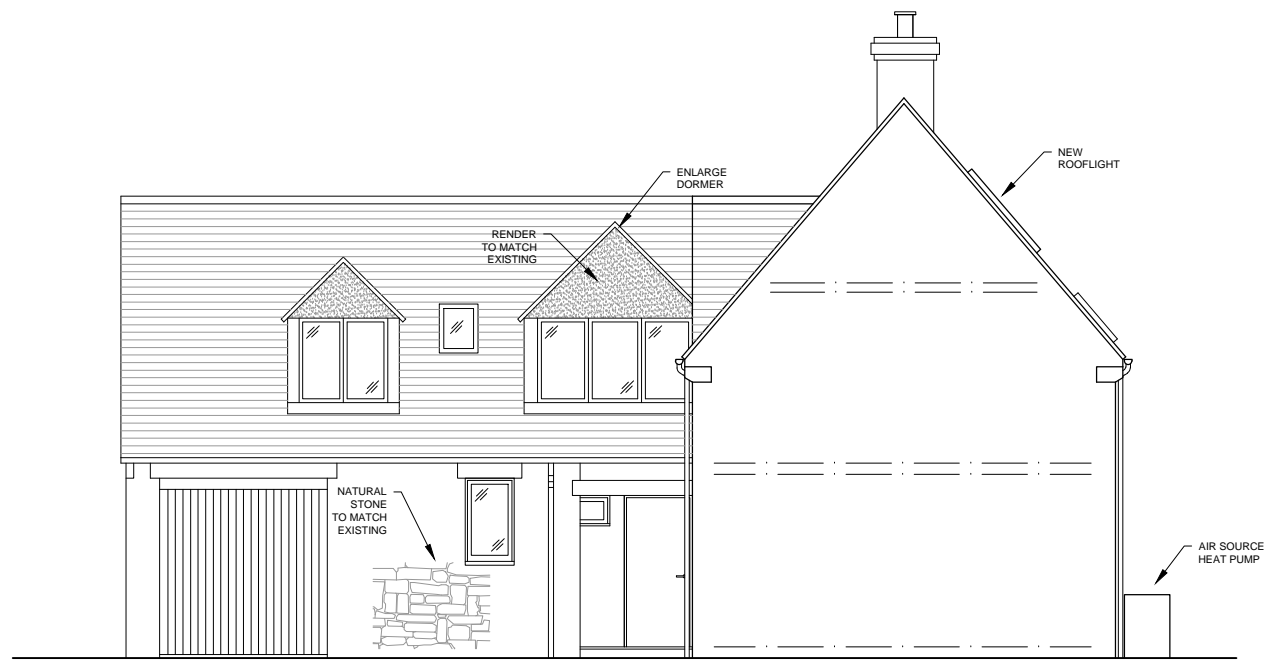 NEW
ROOFLIGHT
ENLARGE
DORMER
RENDER
TO MATCH
EXISTING
NATURAL
STONE
TO MATCH
EXISTING
AIR SOURCE
HEAT PUMP